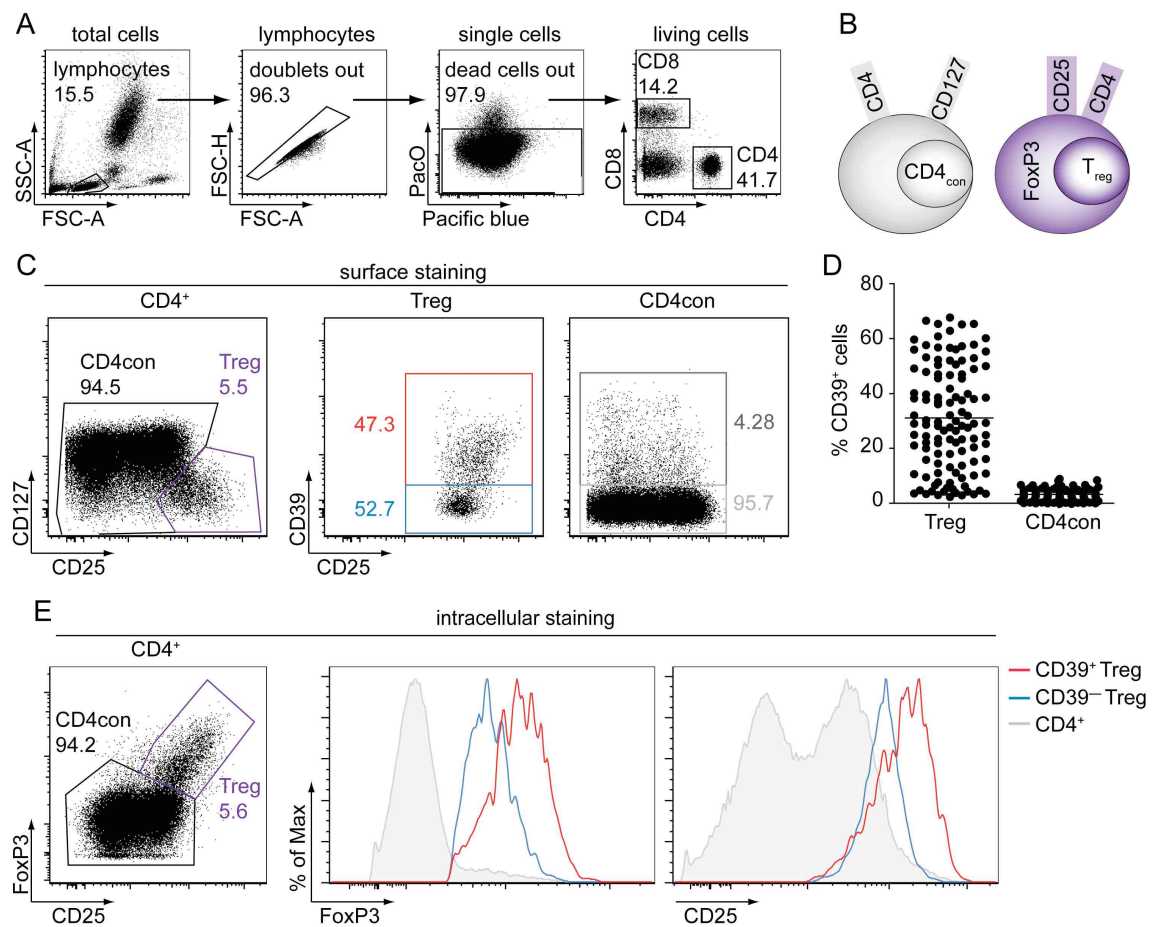 A
total cells
lymphocytes
single cells
living cells
lymphocytes
15.5
doublets out
96.3
dead cells out
97.9
CD8
14.2
CD4
41.7
SSC-A
FSC-A
FSC-H
FSC-A
PacO
Pacific blue
CD8
CD4
B
CD4
CD127
CD4con
CD25
CD4
FoxP3
Treg
C
surface staining
CD4+
Treg
CD4con
CD4con
94.5
Treg
5.5
CD127
CD25
47.3
52.7
CD39
CD25
4.28
95.7
D
80
60
40
20
0
% CD39+ cells
Treg
CD4con
E
intracellular staining
CD4+
CD4con
94.2
Treg
5.6
FoxP3
CD25
% of Max
FoxP3
CD25
CD39+ Treg
CD39— Treg
CD4+